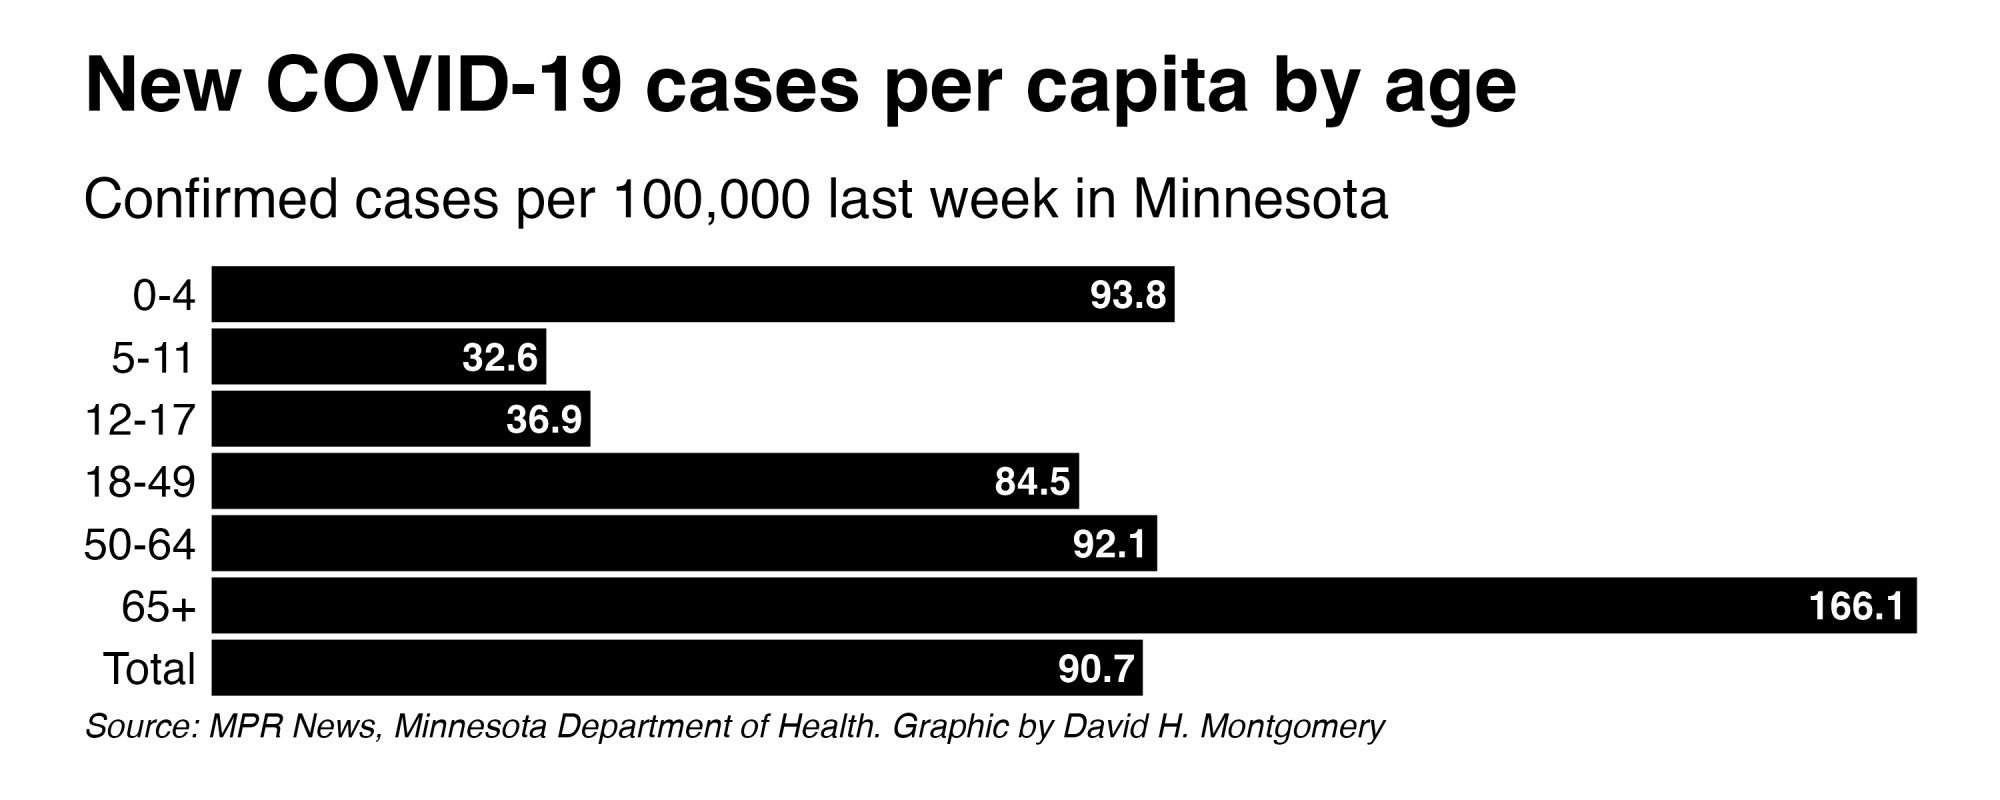 New COVID-19 cases per capita by age
Confirmed cases per 100,000 last week in Minnesota
0-4 93.8
5-11 32.6
12-17 36.9
18-49 84.5
50-64 92.1
65+ 166.1
Total 90.7
Source: MPR News, Minnesota Department of Health. Graphic by David H. Montgomery